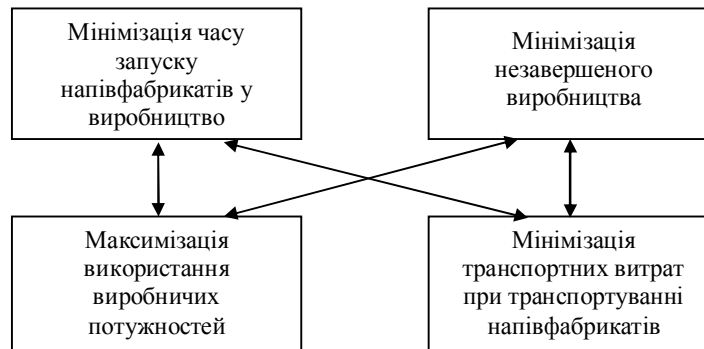 Мінімізація часу
запуску
напівфабрикатів у
виробництво
Мінімізація
незавершеного
виробництва
Максимізація
використання
виробничих
потужностей
Мінімізація
транспортних витрат
при транспортуванні
напівфабрикатів